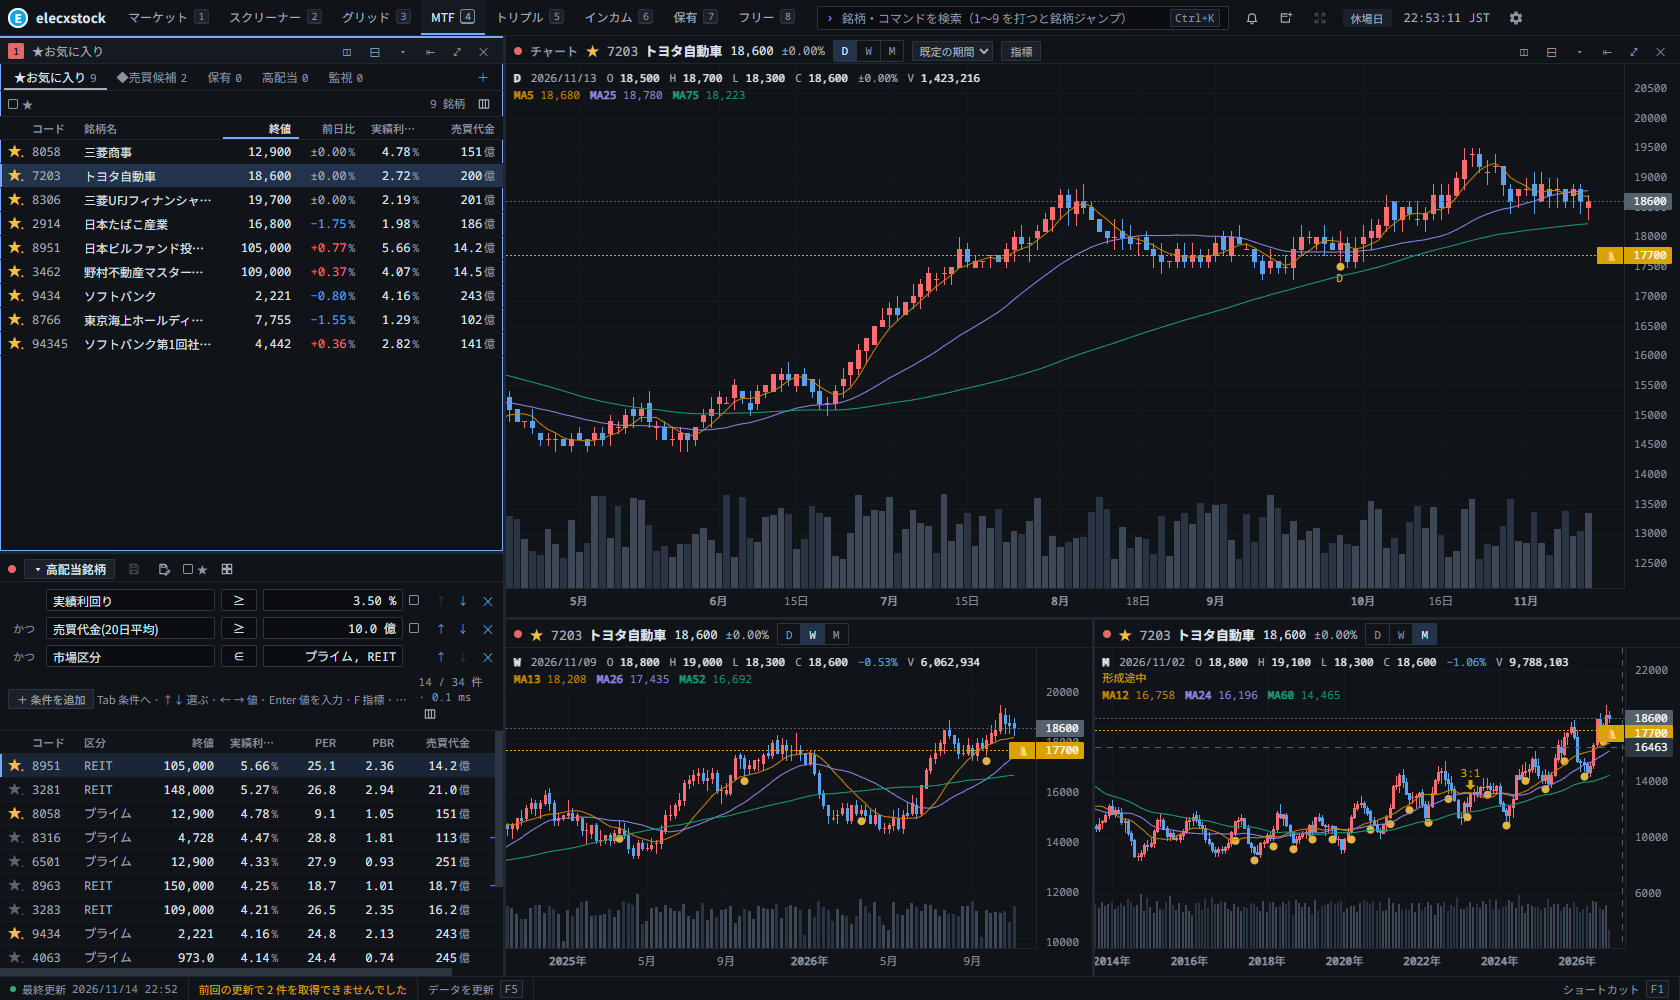 elecxstock マーケット 1 スクリーナー 2 グリッド 3 MTF 4 トリプル 5 インカム 6 保有 7 フリー 8 › 銘柄・コマンドを検索（1〜9 を打つと銘柄ジャンプ） Ctrl+K 休場日 22:53:11 JST
1 ★お気に入り
★お気に入り 9 ◆売買候補 2 保有 0 高配当 0 監視 0 +
★ 9 銘柄
コード 銘柄名 終値 前日比 実績利… 売買代金
8058 三菱商事 12,900 ±0.00% 4.78% 151億
7203 トヨタ自動車 18,600 ±0.00% 2.72% 200億
8306 三菱UFJフィナンシャ… 19,700 ±0.00% 2.19% 201億
2914 日本たばこ産業 16,800 −1.75% 1.98% 186億
8951 日本ビルファンド投… 105,000 +0.77% 5.66% 14.2億
3462 野村不動産マスター… 109,000 +0.37% 4.07% 14.5億
9434 ソフトバンク 2,221 −0.80% 4.16% 243億
8766 東京海上ホールディ… 7,755 −1.55% 1.29% 102億
94345 ソフトバンク第1回社… 4,442 +0.36% 2.82% 141億
高配当銘柄 ★
実績利回り ≥ 3.50 % ↑ ↓
かつ 売買代金(20日平均) ≥ 10.0 億 ↑ ↓
かつ 市場区分 ∈ プライム, REIT ↑ ↓
＋ 条件を追加 Tab 条件へ · ↑↓ 選ぶ · ←→ 値 · Enter 値を入力 · F 指標 · …
14 / 34 件
· 0.1 ms
コード 区分 終値 実績利… PER PBR 売買代金
8951 REIT 105,000 5.66% 25.1 2.36 14.2億
3281 REIT 148,000 5.27% 26.8 2.94 21.0億
8058 プライム 12,900 4.78% 9.1 1.05 151億
8316 プライム 4,728 4.47% 28.8 1.81 113億
6501 プライム 12,900 4.33% 27.9 0.93 251億
8963 REIT 150,000 4.25% 18.7 1.01 18.7億
3283 REIT 109,000 4.21% 26.5 2.35 16.2億
9434 プライム 2,221 4.16% 24.8 2.13 243億
4063 プライム 973.0 4.14% 24.4 0.74 245億
チャート ★ 7203 トヨタ自動車 18,600 ±0.00% D W M 既定の期間 指標
D 2026/11/13 O 18,500 H 18,700 L 18,300 C 18,600 ±0.00% V 1,423,216
MA5 18,680 MA25 18,780 MA75 18,223
20500
20000
19500
19000
18600
18000
17700
17500
17000
16500
16000
15500
15000
14500
14000
13500
13000
12500
D
5月 6月 15日 7月 15日 8月 18日 9月 10月 16日 11月
★ 7203 トヨタ自動車 18,600 ±0.00% D W M
W 2026/11/09 O 18,800 H 19,000 L 18,300 C 18,600 −0.53% V 6,062,934
MA13 18,208 MA26 17,435 MA52 16,692
20000
18600
17700
16000
14000
12000
10000
2025年 5月 9月 2026年 5月 9月
★ 7203 トヨタ自動車 18,600 ±0.00% D W M
M 2026/11/02 O 18,800 H 19,100 L 18,300 C 18,600 −1.06% V 9,788,103
形成途中
MA12 16,758 MA24 16,196 MA60 14,465
22000
18600
17700
16463
14000
10000
6000
3:1
2014年 2016年 2018年 2020年 2022年 2024年 2026年
最終更新 2026/11/14 22:52 前回の更新で 2 件を取得できませんでした データを更新 F5 ショートカット F1